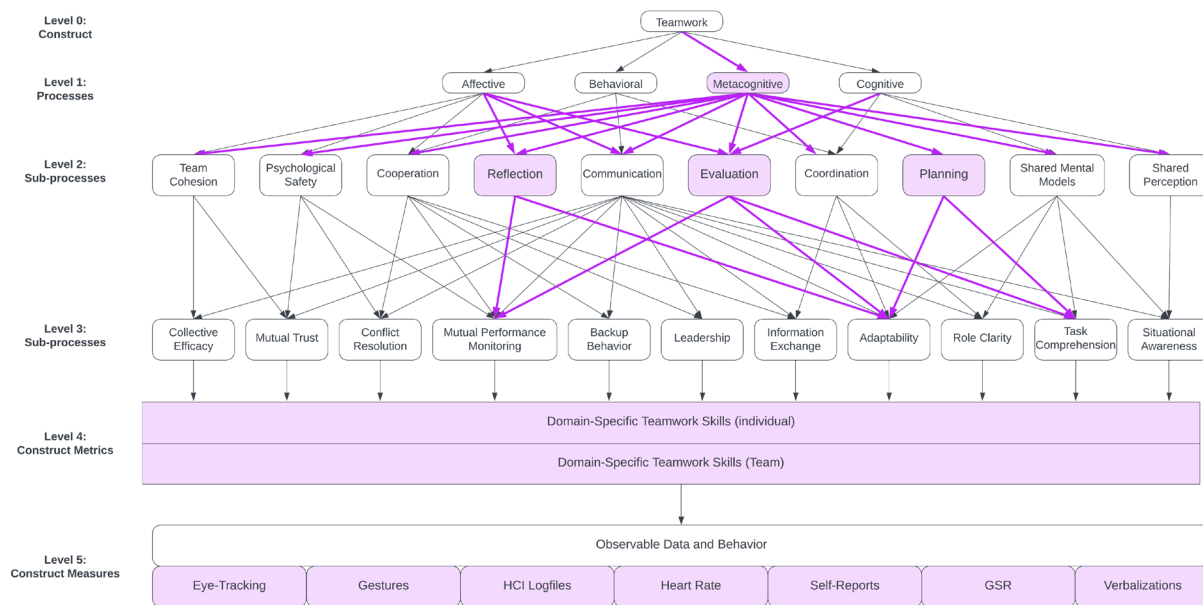 Level 0:
Construct
Teamwork
Level 1:
Processes
Affective
Behavioral
Metacognitive
Cognitive
Level 2:
Sub-processes
Team
Cohesion
Psychological
Safety
Cooperation
Reflection
Communication
Evaluation
Coordination
Planning
Shared Mental
Models
Shared
Perception
Level 3:
Sub-processes
Collective
Efficacy
Mutual Trust
Conflict
Resolution
Mutual Performance
Monitoring
Backup
Behavior
Leadership
Information
Exchange
Adaptability
Role Clarity
Task
Comprehension
Situational
Awareness
Level 4:
Construct Metrics
Domain-Specific Teamwork Skills (individual)
Domain-Specific Teamwork Skills (Team)
Level 5:
Construct Measures
Observable Data and Behavior
Eye-Tracking
Gestures
HCI Logfiles
Heart Rate
Self-Reports
GSR
Verbalizations